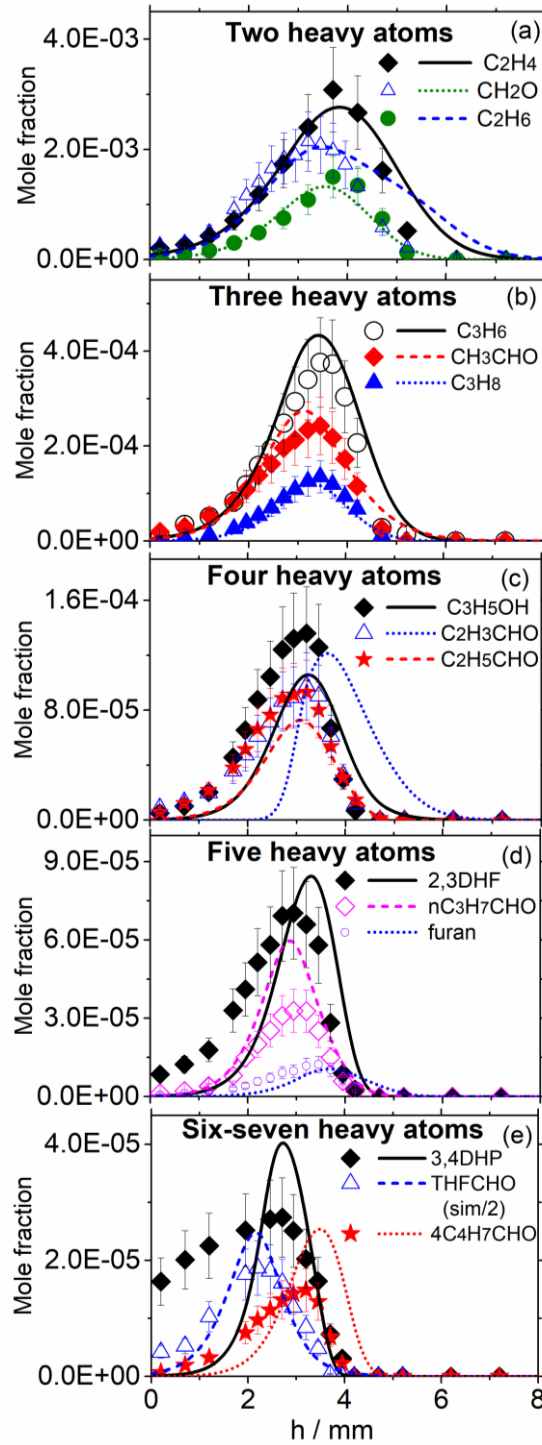 Two heavy atoms
(a)
4.0E-03
2.0E-03
0.0E+00
Mole fraction
C2H4
CH2O
C2H6
Three heavy atoms
(b)
4.0E-04
2.0E-04
0.0E+00
Mole fraction
C3H6
CH3CHO
C3H8
Four heavy atoms
(c)
1.6E-04
8.0E-05
0.0E+00
Mole fraction
C3H5OH
C2H3CHO
C2H5CHO
Five heavy atoms
(d)
9.0E-05
6.0E-05
3.0E-05
0.0E+00
Mole fraction
2,3DHF
nC3H7CHO
furan
Six-seven heavy atoms
(e)
4.0E-05
2.0E-05
0.0E+00
Mole fraction
3,4DHP
THFCHO
(sim/2)
4C4H7CHO
0 2 4 6 8
h / mm